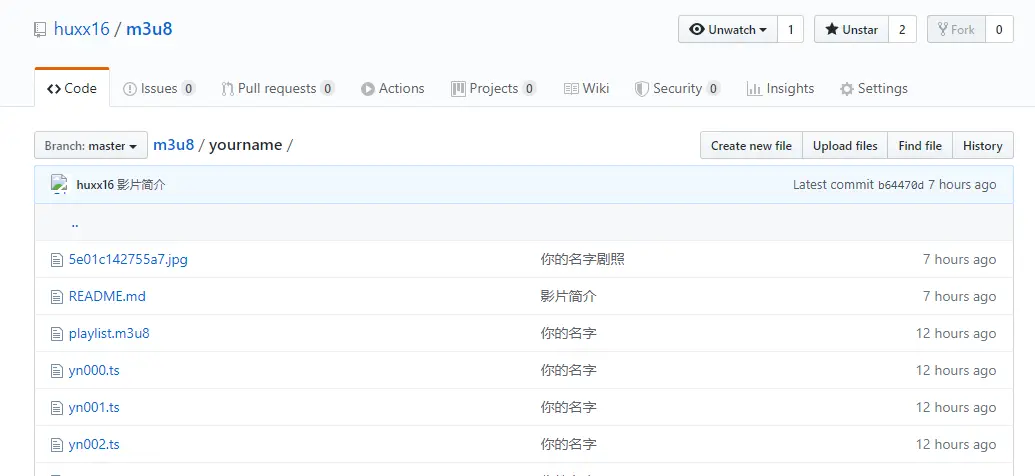 huxx16 / m3u8 Unwatch 1 Unstar 2 Fork 0
Code Issues 0 Pull requests 0 Actions Projects 0 Wiki Security 0 Insights Settings
Branch: master m3u8 / yourname / Create new file Upload files Find file History
huxx16 影片简介 Latest commit b64470d 7 hours ago
..
5e01c142755a7.jpg 你的名字剧照 7 hours ago
README.md 影片简介 7 hours ago
playlist.m3u8 你的名字 12 hours ago
yn000.ts 你的名字 12 hours ago
yn001.ts 你的名字 12 hours ago
yn002.ts 你的名字 12 hours ago